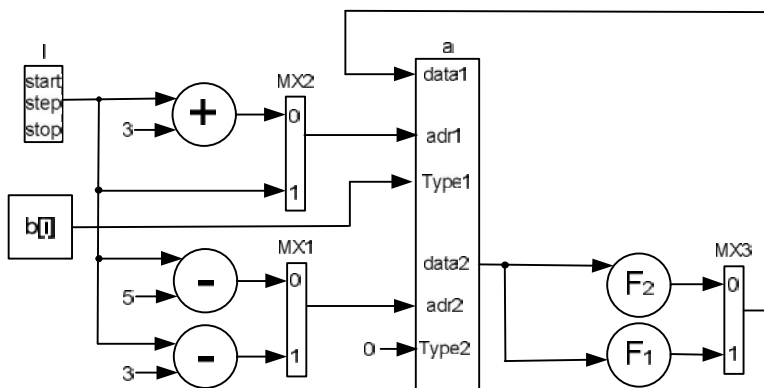 I
start
step
stop
3
+
MX2
0
1
b[i]
5
-
3
-
MX1
0
1
a
data1
adr1
Type1
data2
adr2
0
Type2
F2
F1
MX3
0
1